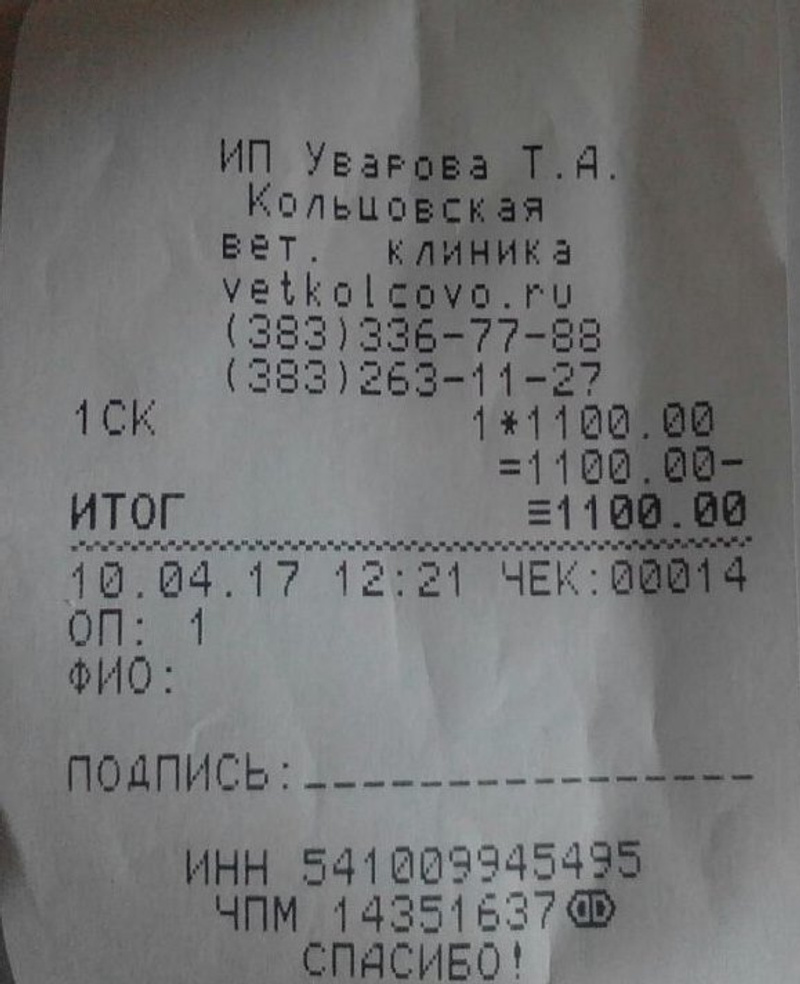 ИП Уварова Т.А.
Кольцовская
вет. клиника
vetkolcovo.ru
(383)336-77-88
(383)263-11-27
1СК 1*1100.00
=1100.00-
ИТОГ ≡1100.00
10.04.17 12:21 ЧЕК:00014
ОП: 1
ФИО:
ПОДПИСЬ:________________
ИНН 541009945495
ЧПМ 14351637
СПАСИБО!